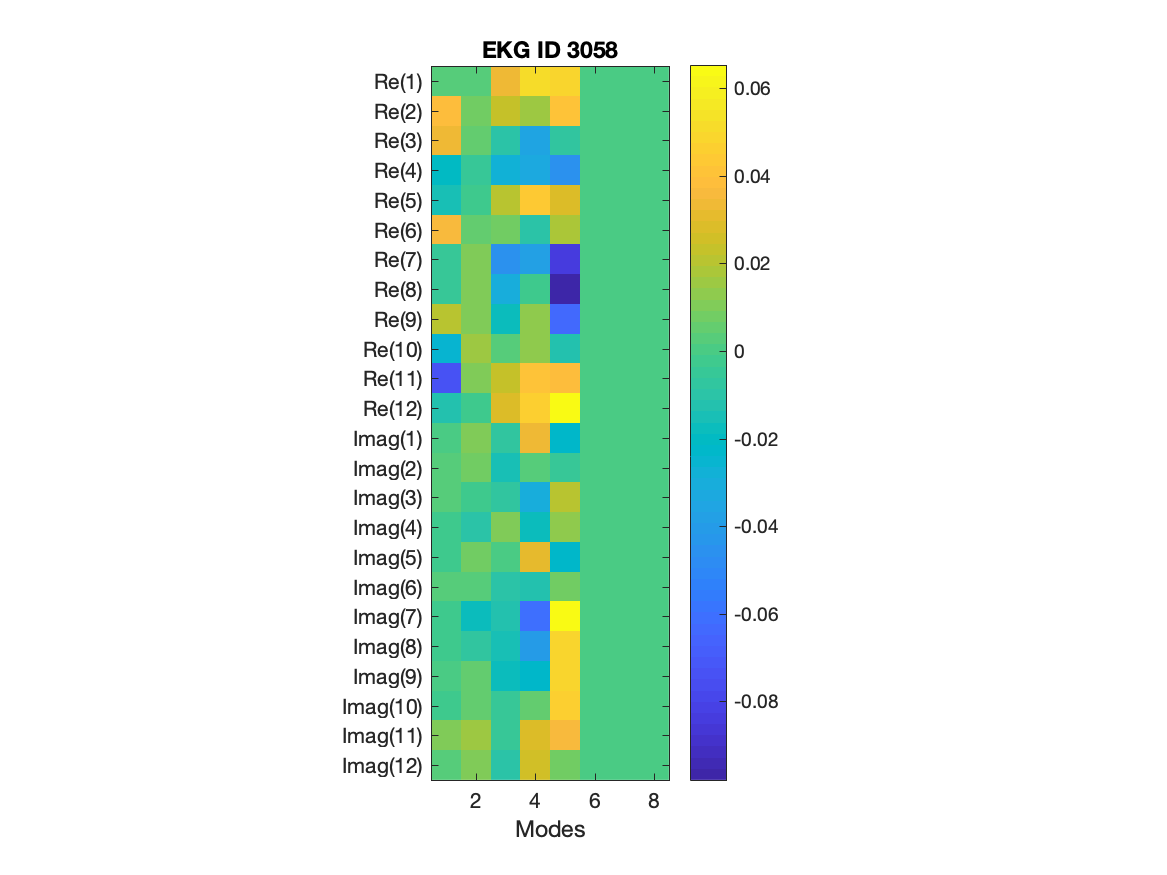 EKG ID 3058
Re(1)
Re(2)
Re(3)
Re(4)
Re(5)
Re(6)
Re(7)
Re(8)
Re(9)
Re(10)
Re(11)
Re(12)
Imag(1)
Imag(2)
Imag(3)
Imag(4)
Imag(5)
Imag(6)
Imag(7)
Imag(8)
Imag(9)
Imag(10)
Imag(11)
Imag(12)
2 4 6 8
Modes
0.06
0.04
0.02
0
-0.02
-0.04
-0.06
-0.08